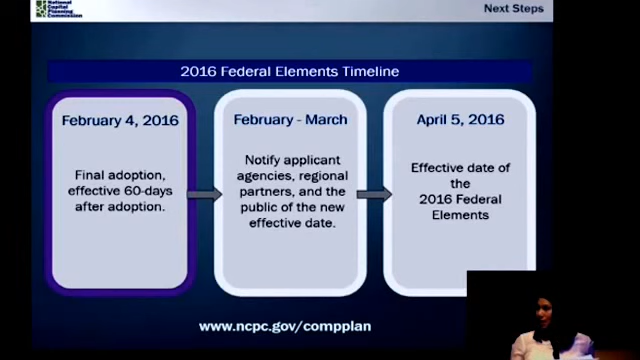 National
Capital
Planning
Commission
Next Steps
2016 Federal Elements Timeline
February 4, 2016
Final adoption,
effective 60-days
after adoption.
February - March
Notify applicant
agencies, regional
partners, and the
public of the new
effective date.
April 5, 2016
Effective date of
the
2016 Federal
Elements
www.ncpc.gov/compplan